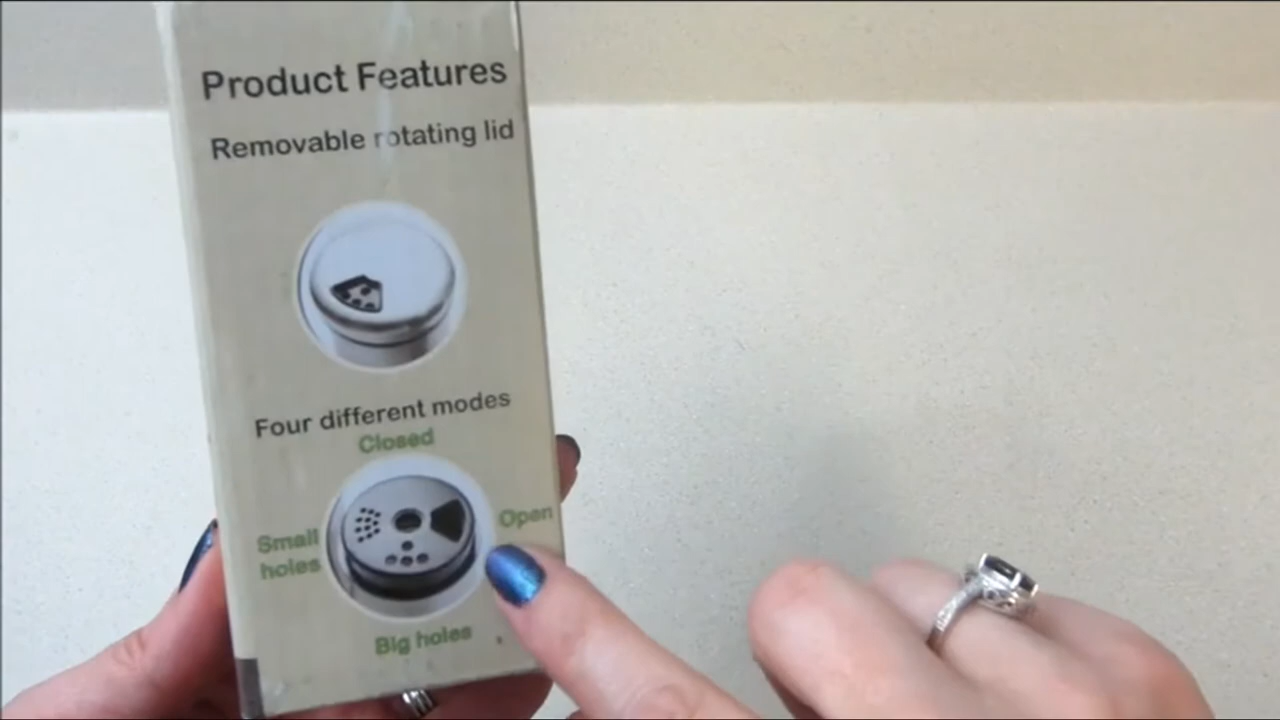 Product Features
Removable rotating lid
Four different modes
Closed
Open
Small
holes
Big holes